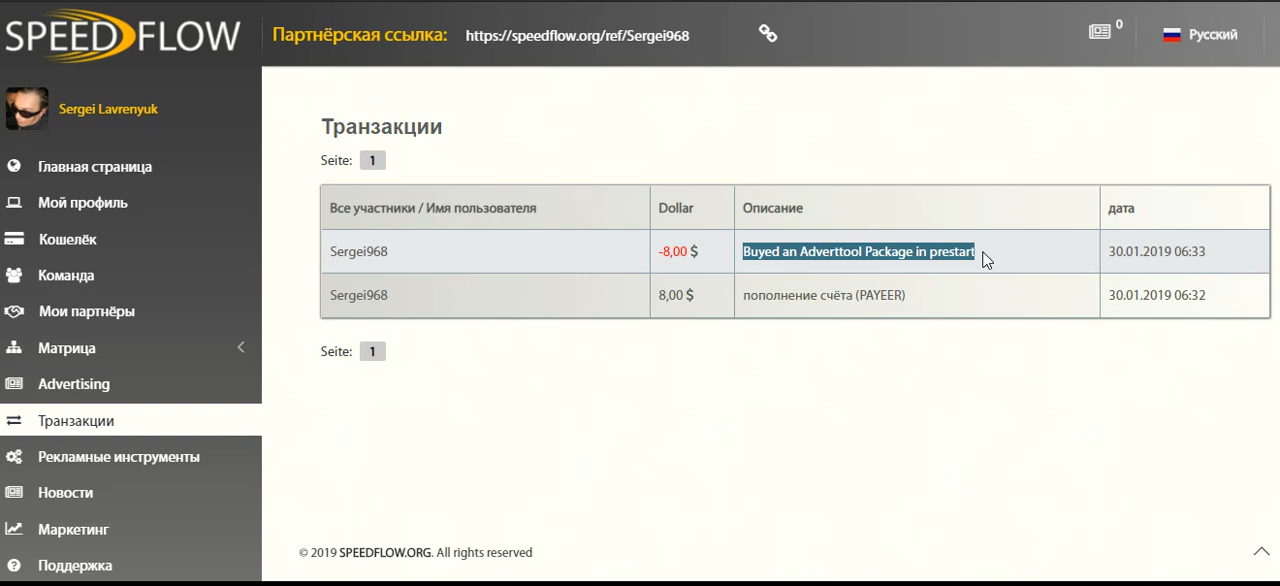 SPEEDFLOW
Партнёрская ссылка: https://speedflow.org/ref/Sergei968
0
Русский
Sergei Lavrenyuk
Главная страница
Мой профиль
Кошелёк
Команда
Мои партнёры
Матрица
Advertising
Транзакции
Рекламные инструменты
Новости
Маркетинг
Поддержка
Транзакции
Seite: 1
Все участники / Имя пользователя Dollar Описание дата
Sergei968 -8,00 $ Buyed an Adverttool Package in prestart 30.01.2019 06:33
Sergei968 8,00 $ пополнение счёта (PAYEER) 30.01.2019 06:32
Seite: 1
© 2019 SPEEDFLOW.ORG. All rights reserved